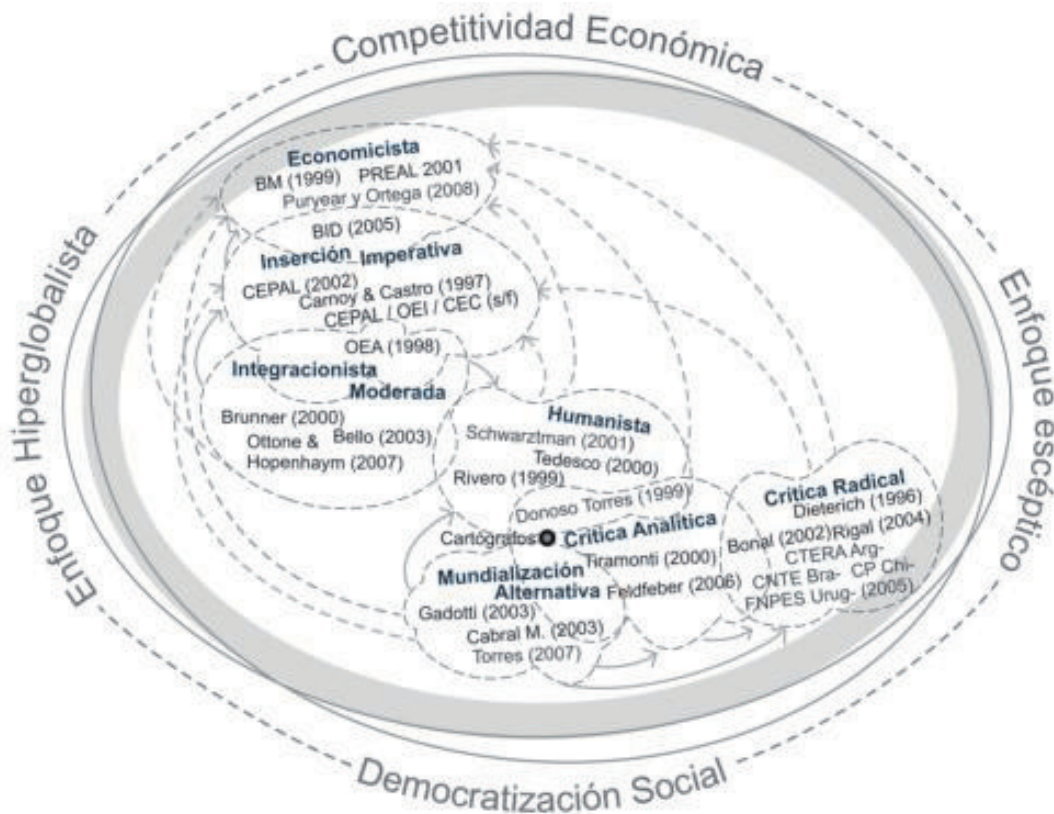 Competitividad Económica
Enfoque Hiperglobalista
Enfoque escéptico
Economicista
BM (1999) PREAL 2001
Puryear y Ortega (2008)
BID (2005)
Inserción Imperativa
CEPAL (2002)
Carnoy & Castro (1997)
CEPAL / OEI / CEC (s/f)
OEA (1998)
Integracionista
Moderada
Brunner (2000)
Ottone & Bello (2003)
Hopenhaym (2007)
Humanista
Schwarztman (2001)
Tedesco (2000)
Rivero (1999)
Donoso Torres (1999)
Cartógrafos
Crítica Analítica
Tiramonti (2000)
Feldfeber (2006)
Mundialización
Alternativa
Gadotti (2003)
Cabral M. (2003)
Torres (2007)
Crítica Radical
Dieterich (1996)
Bonal (2002) Rigal (2004)
CTERA Arg-
CNTE Bra- CP Chi-
FNPES Urug- (2005)
Democratización Social